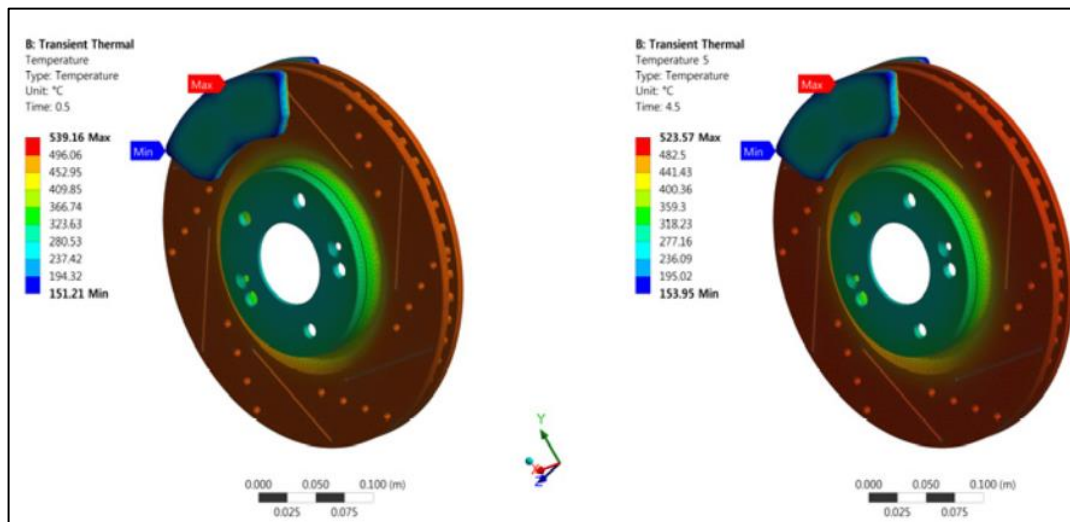 B: Transient Thermal
Temperature
Type: Temperature
Unit: °C
Time: 0.5
539.16 Max
496.06
452.95
409.85
366.74
323.63
280.53
237.42
194.32
151.21 Min
Max
Min
0.000 0.050 0.100 (m)
0.025 0.075
Y
X
Z
B: Transient Thermal
Temperature 5
Type: Temperature
Unit: °C
Time: 4.5
523.57 Max
482.5
441.43
400.36
359.3
318.23
277.16
236.09
195.02
153.95 Min
Max
Min
0.000 0.050 0.100 (m)
0.025 0.075